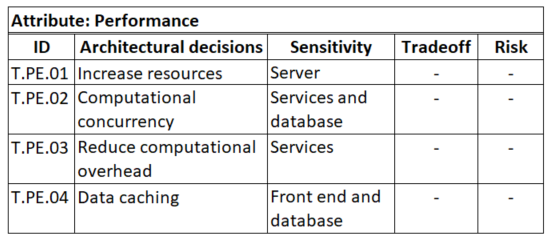 Attribute: Performance
ID Architectural decisions Sensitivity Tradeoff Risk
T.PE.01 Increase resources Server - -
T.PE.02 Computational concurrency Services and database - -
T.PE.03 Reduce computational overhead Services - -
T.PE.04 Data caching Front end and database - -